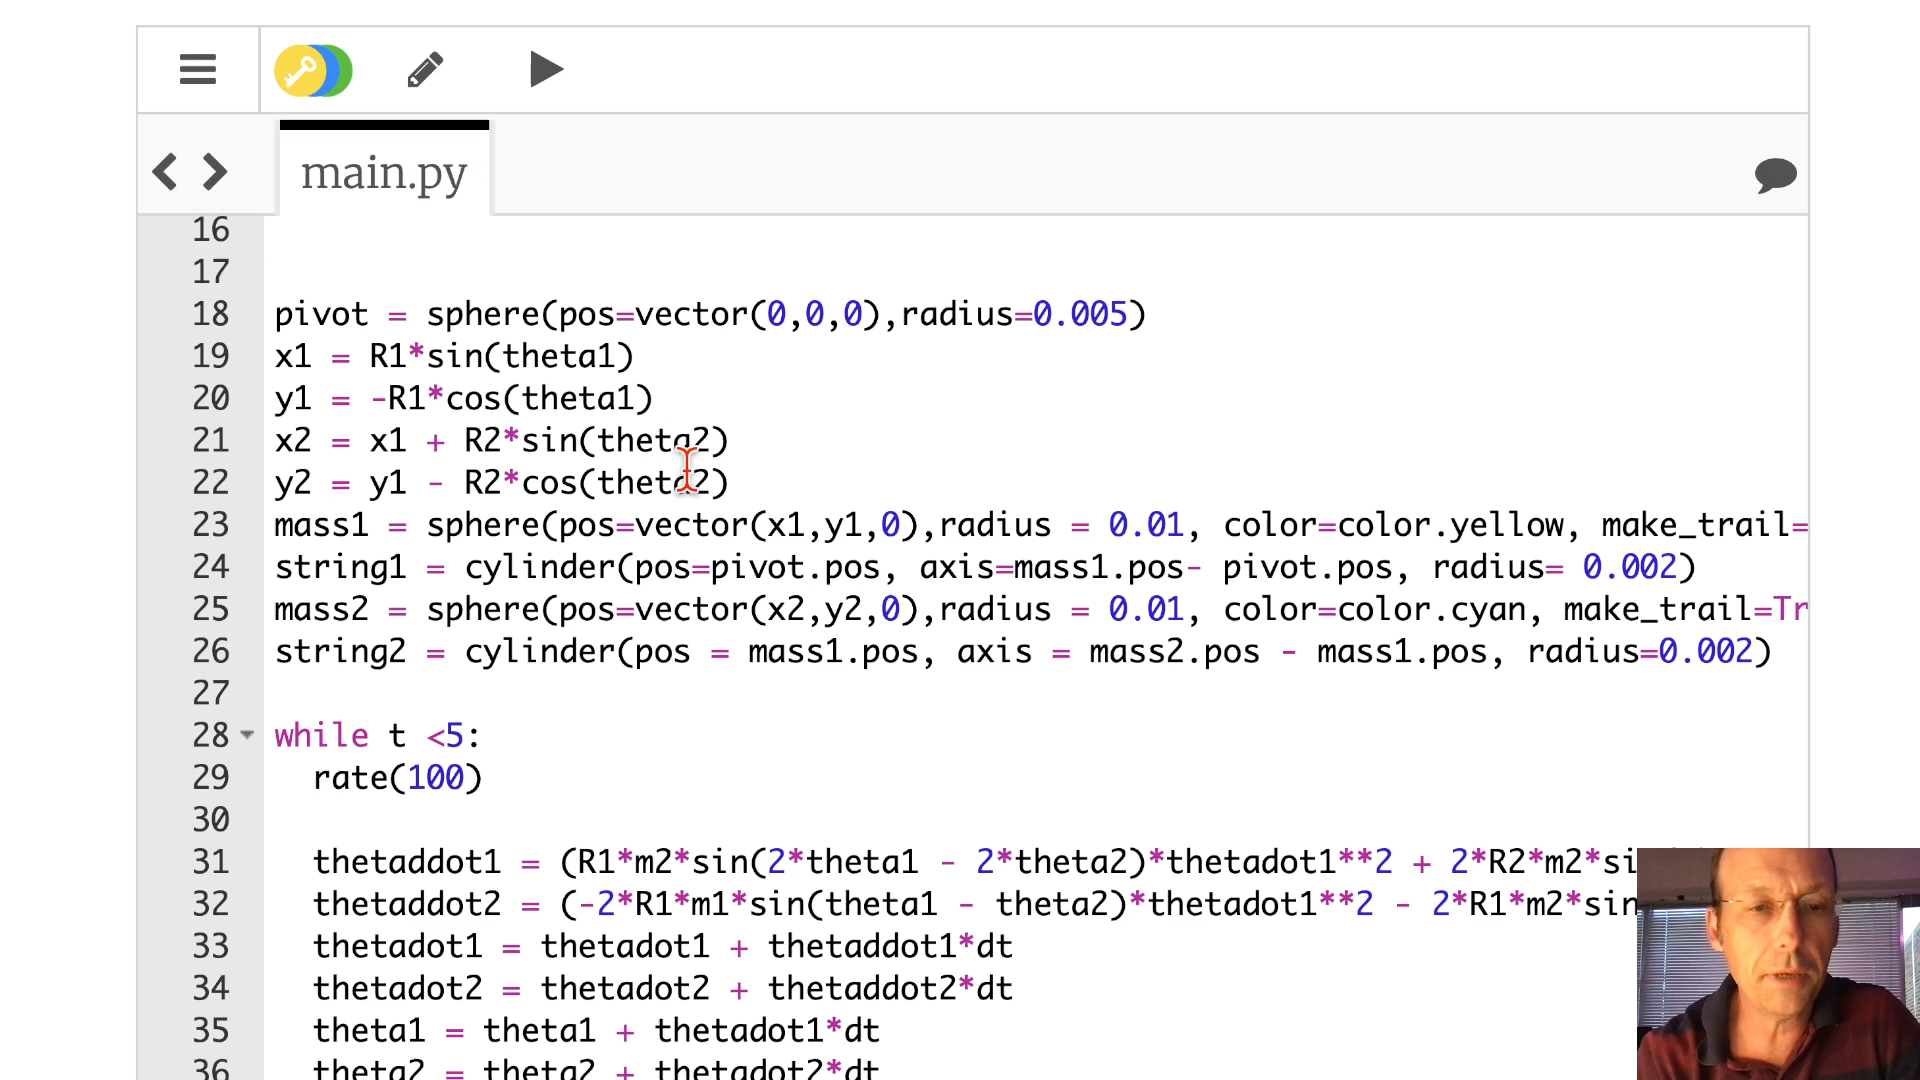 main.py
16
17
18 pivot = sphere(pos=vector(0,0,0),radius=0.005)
19 x1 = R1*sin(theta1)
20 y1 = -R1*cos(theta1)
21 x2 = x1 + R2*sin(theta2)
22 y2 = y1 - R2*cos(theta2)
23 mass1 = sphere(pos=vector(x1,y1,0),radius = 0.01, color=color.yellow, make_trail=
24 string1 = cylinder(pos=pivot.pos, axis=mass1.pos- pivot.pos, radius= 0.002)
25 mass2 = sphere(pos=vector(x2,y2,0),radius = 0.01, color=color.cyan, make_trail=Tr
26 string2 = cylinder(pos = mass1.pos, axis = mass2.pos - mass1.pos, radius=0.002)
27
28 while t <5:
29 rate(100)
30
31 thetaddot1 = (R1*m2*sin(2*theta1 - 2*theta2)*thetadot1**2 + 2*R2*m2*si
32 thetaddot2 = (-2*R1*m1*sin(theta1 - theta2)*thetadot1**2 - 2*R1*m2*sin
33 thetadot1 = thetadot1 + thetaddot1*dt
34 thetadot2 = thetadot2 + thetaddot2*dt
35 theta1 = theta1 + thetadot1*dt
36 theta2 = theta2 + thetadot2*dt